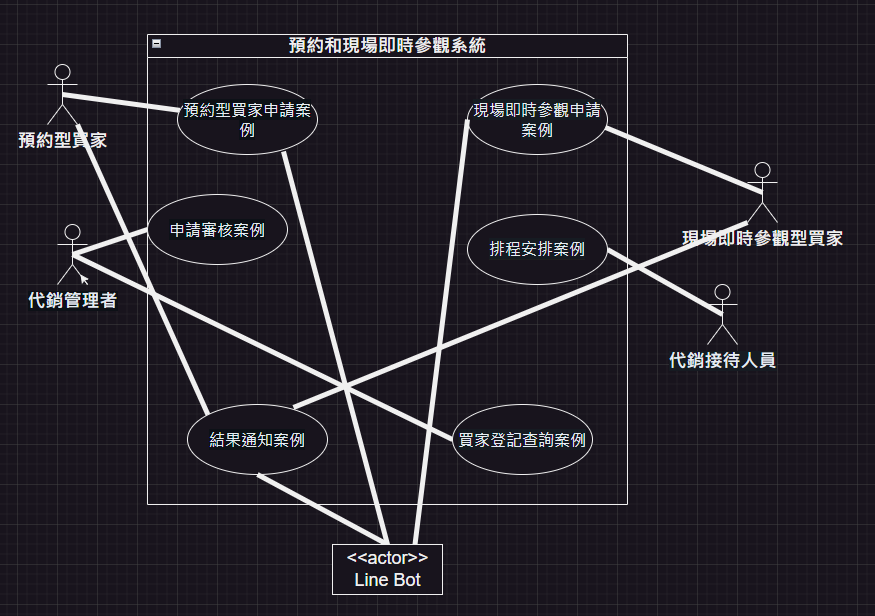 預約和現場即時參觀系統
預約型買家申請案
例
現場即時參觀申請
案例
預約型買家
申請審核案例
現場即時參觀型買家
排程安排案例
代銷管理者
代銷接待人員
結果通知案例
買家登記查詢案例
<<actor>>
Line Bot